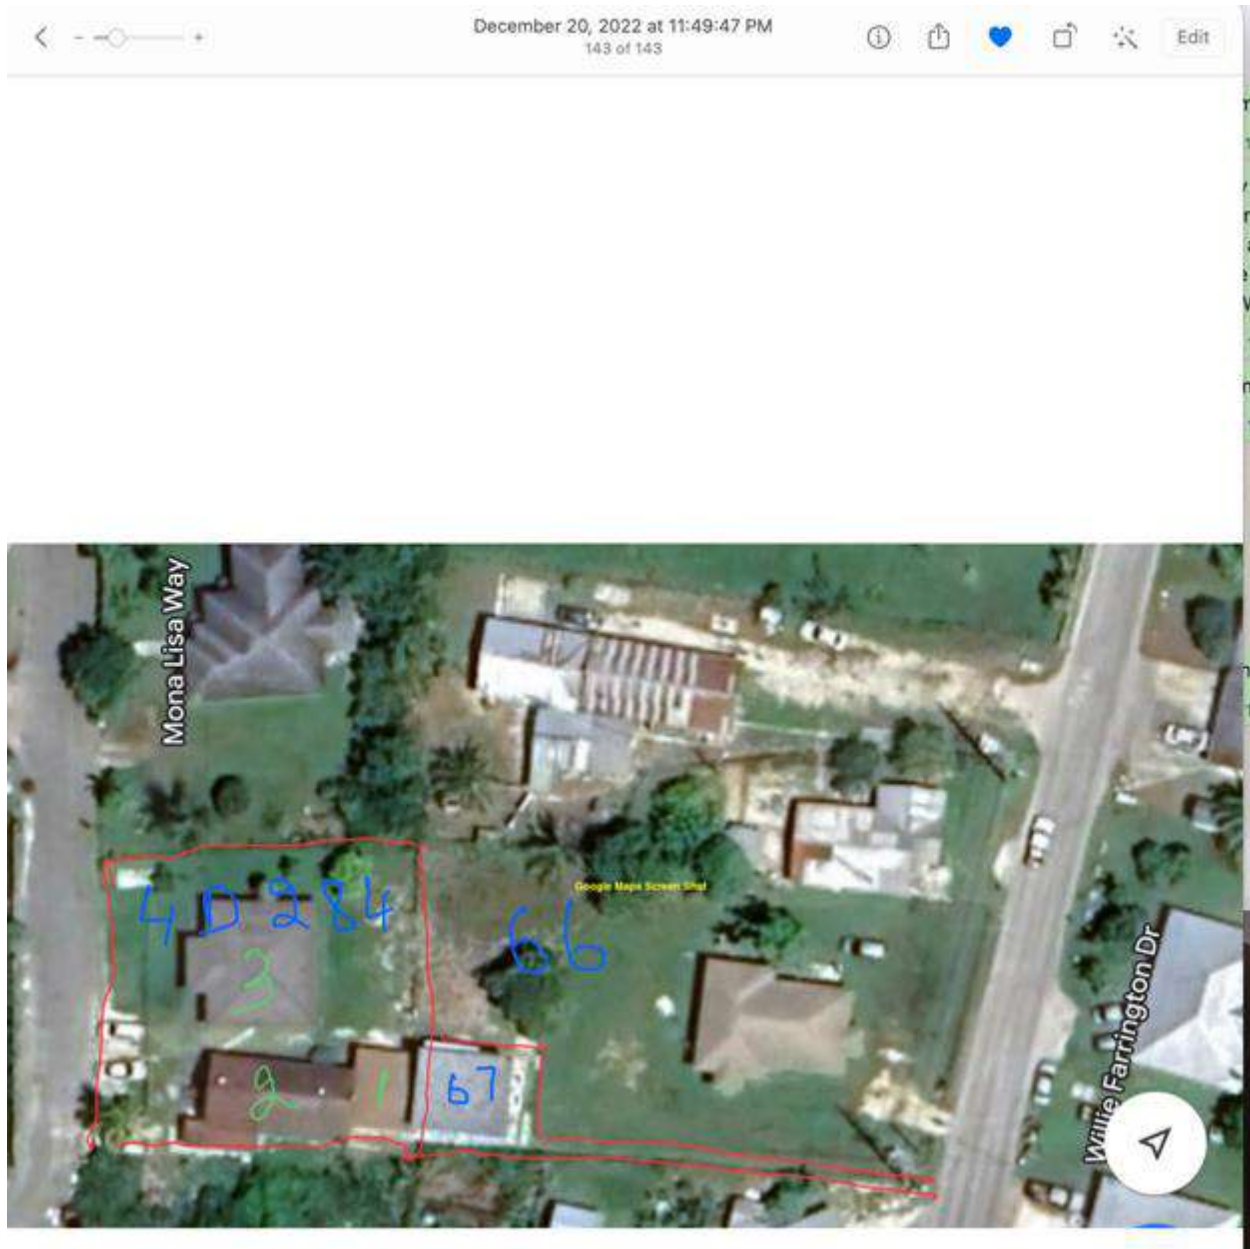 December 20, 2022 at 11:49:47 PM
143 of 143
Edit
Mona Lisa Way
Google Maps Screen Shot
4D284
66
3
2
1
67
Willie Farrington Dr